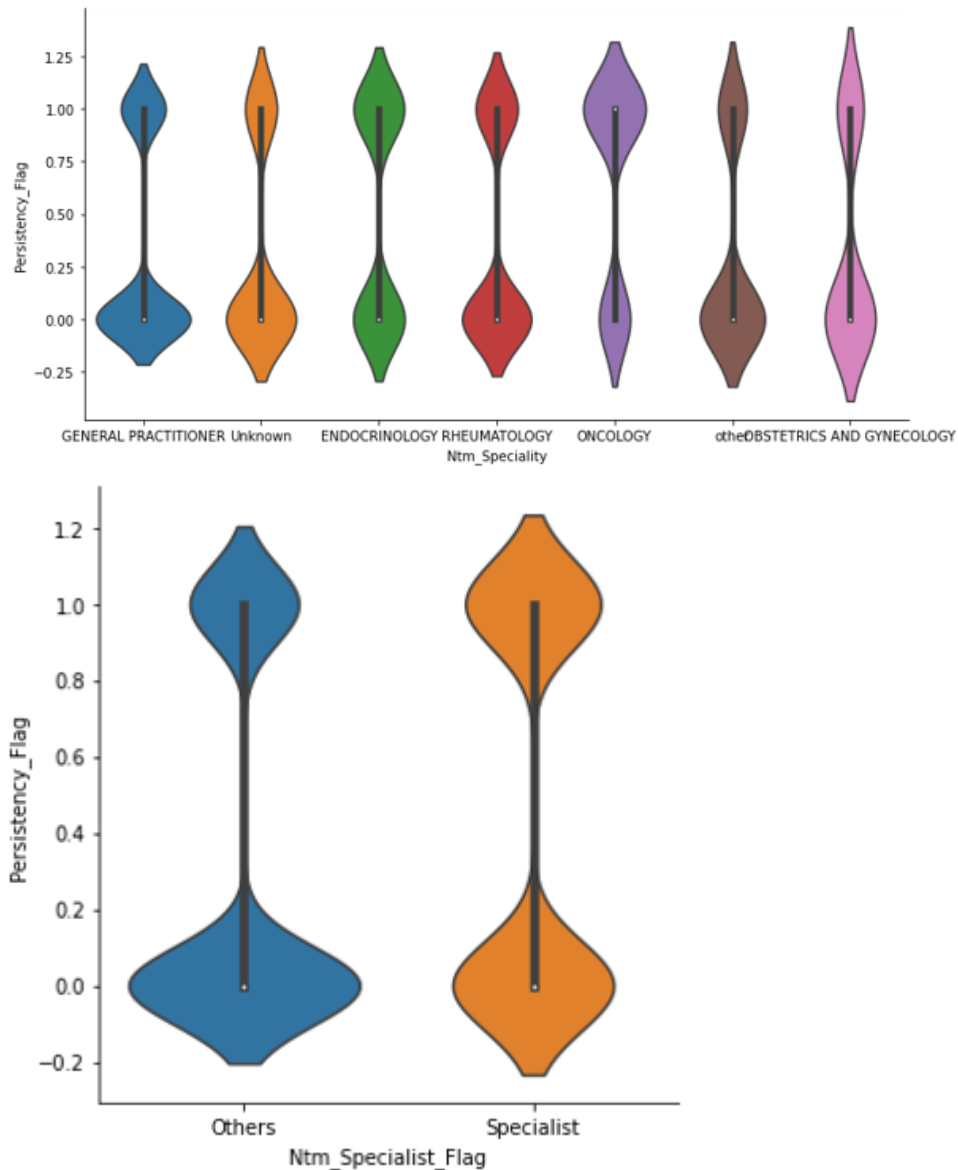 1.25
1.00
0.75
0.50
0.25
0.00
−0.25
Persistency_Flag
GENERAL PRACTITIONER Unknown ENDOCRINOLOGY RHEUMATOLOGY ONCOLOGY other OBSTETRICS AND GYNECOLOGY
Ntm_Speciality
1.2
1.0
0.8
0.6
0.4
0.2
0.0
−0.2
Persistency_Flag
Others Specialist
Ntm_Specialist_Flag